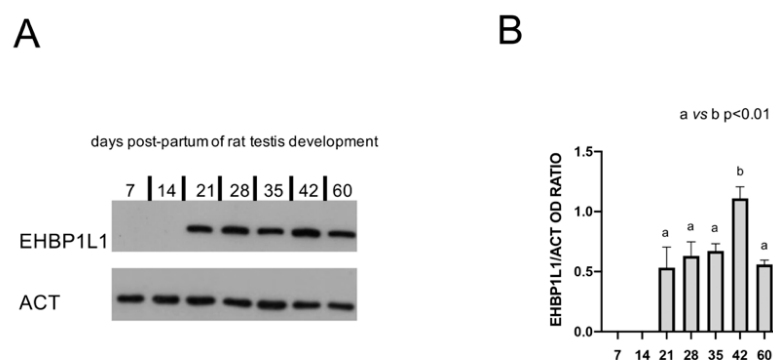 A
days post-partum of rat testis development
7 14 21 28 35 42 60
EHBP1L1
ACT
B
a vs b p<0.01
EHBP1L1/ACT OD RATIO
1.5
1.0
0.5
0.0
a a a b a
7 14 21 28 35 42 60